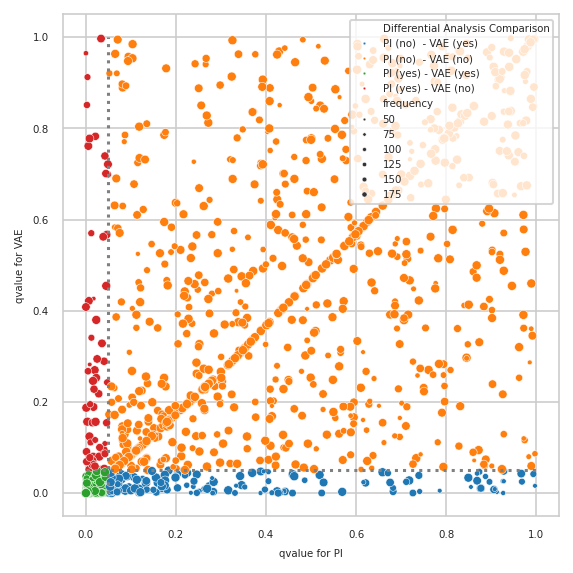 Differential Analysis Comparison
PI (no) - VAE (yes)
PI (no) - VAE (no)
PI (yes) - VAE (yes)
PI (yes) - VAE (no)
frequency
50
75
100
125
150
175
1.0
0.8
0.6
0.4
0.2
0.0
qvalue for VAE
0.0 0.2 0.4 0.6 0.8 1.0
qvalue for PI